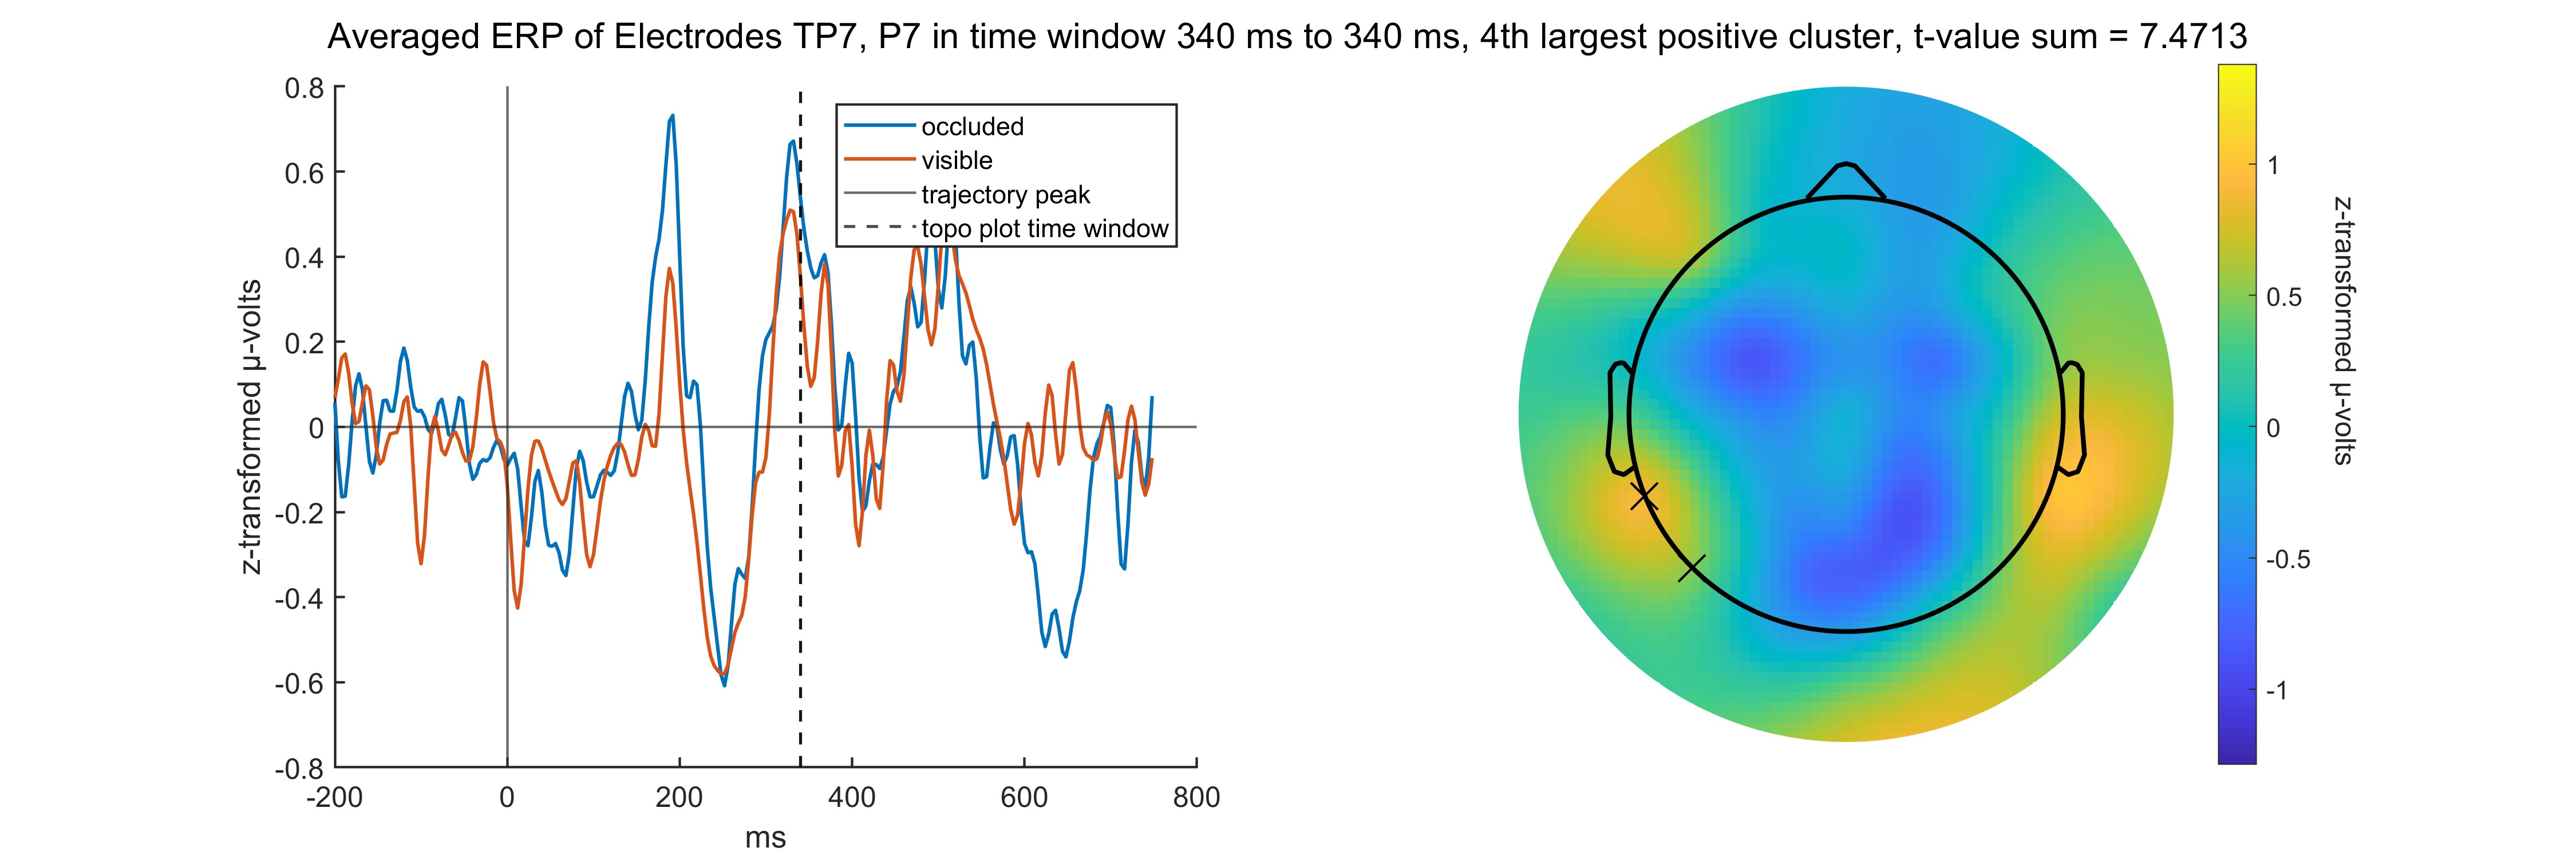 Averaged ERP of Electrodes TP7, P7 in time window 340 ms to 340 ms, 4th largest positive cluster, t-value sum = 7.4713
0.8
0.6
0.4
0.2
0
-0.2
-0.4
-0.6
-0.8
z-transformed µ-volts
-200
0
200
400
600
800
ms
occluded
visible
trajectory peak
topo plot time window
1
0.5
0
-0.5
-1
z-transformed µ-volts